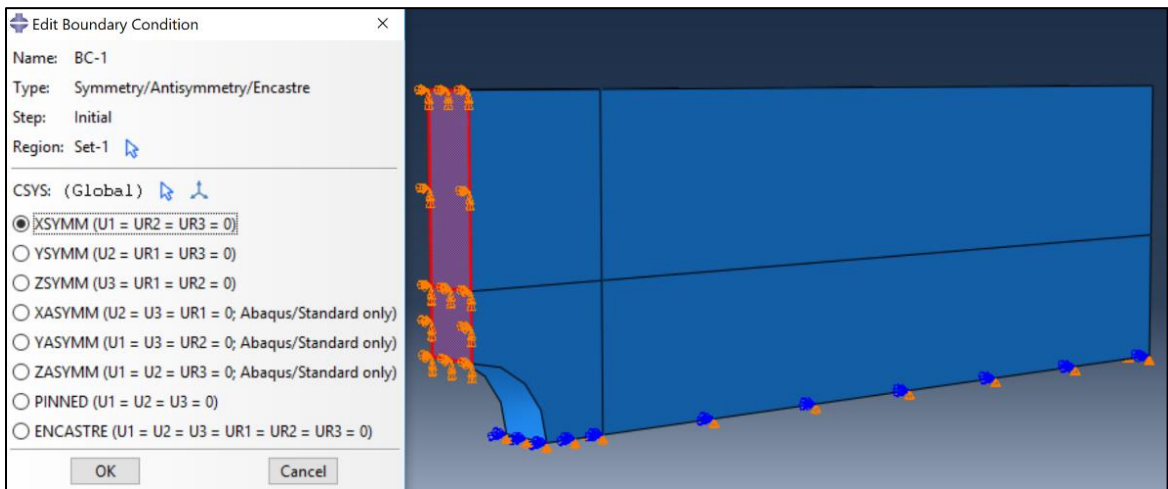 Edit Boundary Condition
Name: BC-1
Type: Symmetry/Antisymmetry/Encastre
Step: Initial
Region: Set-1
CSYS: (Global)
XSYMM (U1 = UR2 = UR3 = 0)
YSYMM (U2 = UR1 = UR3 = 0)
ZSYMM (U3 = UR1 = UR2 = 0)
XASYMM (U2 = U3 = UR1 = 0; Abaqus/Standard only)
YASYMM (U1 = U3 = UR2 = 0; Abaqus/Standard only)
ZASYMM (U1 = U2 = UR3 = 0; Abaqus/Standard only)
PINNED (U1 = U2 = U3 = 0)
ENCASTRE (U1 = U2 = U3 = UR1 = UR2 = UR3 = 0)
OK Cancel